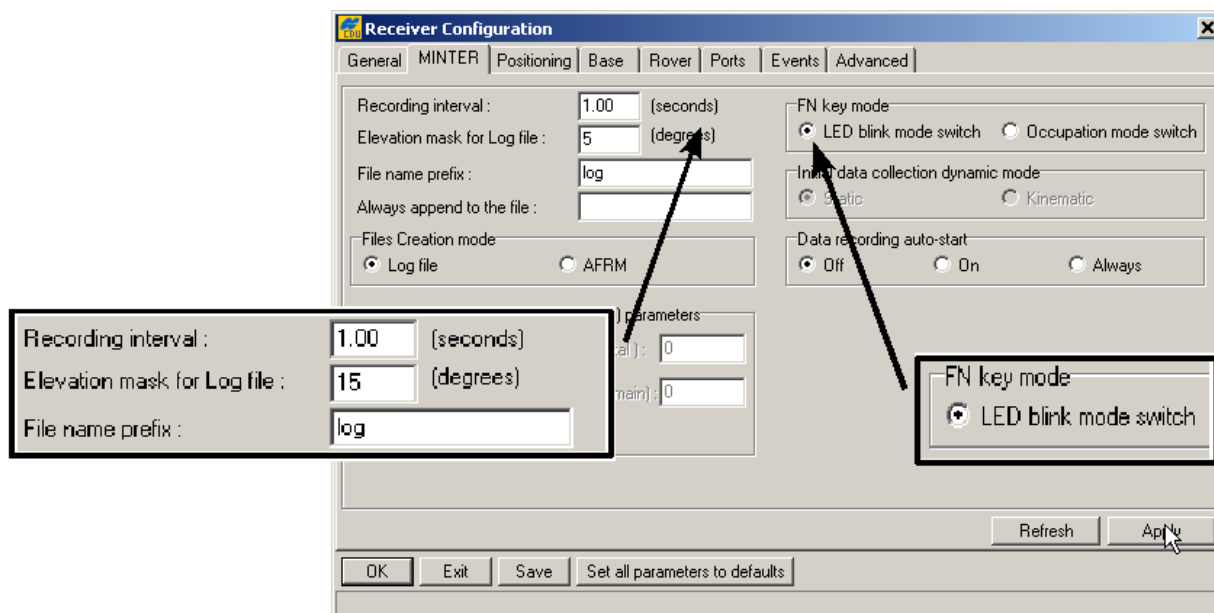 CDU Receiver Configuration
General MINTER Positioning Base Rover Ports Events Advanced
Recording interval : 1.00 (seconds)
Elevation mask for Log file : 5 (degrees)
File name prefix : log
Always append to the file :
Files Creation mode
Log file AFRM
) parameters
tal ) : 0
main) : 0
FN key mode
LED blink mode switch Occupation mode switch
Initial data collection dynamic mode
Static Kinematic
Data recording auto-start
Off On Always
Recording interval : 1.00 (seconds)
Elevation mask for Log file : 15 (degrees)
File name prefix : log
FN key mode
LED blink mode switch
Refresh Apply
OK Exit Save Set all parameters to defaults